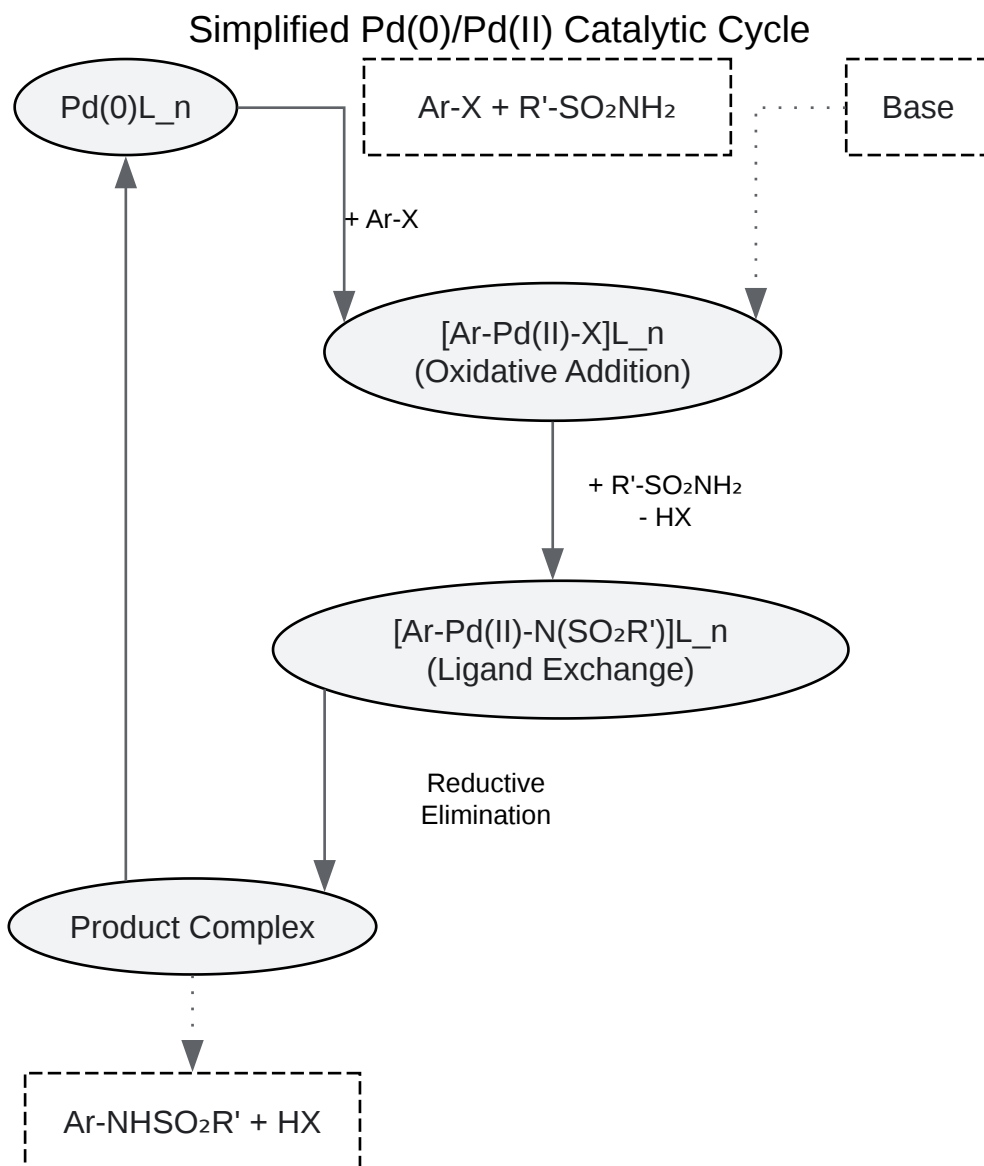 Simplified Pd(0)/Pd(II) Catalytic Cycle
Pd(0)L_n
Ar-X + R'-SO₂NH₂
Base
+ Ar-X
[Ar-Pd(II)-X]L_n
(Oxidative Addition)
+ R'-SO₂NH₂
- HX
[Ar-Pd(II)-N(SO₂R')]L_n
(Ligand Exchange)
Reductive
Elimination
Product Complex
Ar-NHSO₂R' + HX